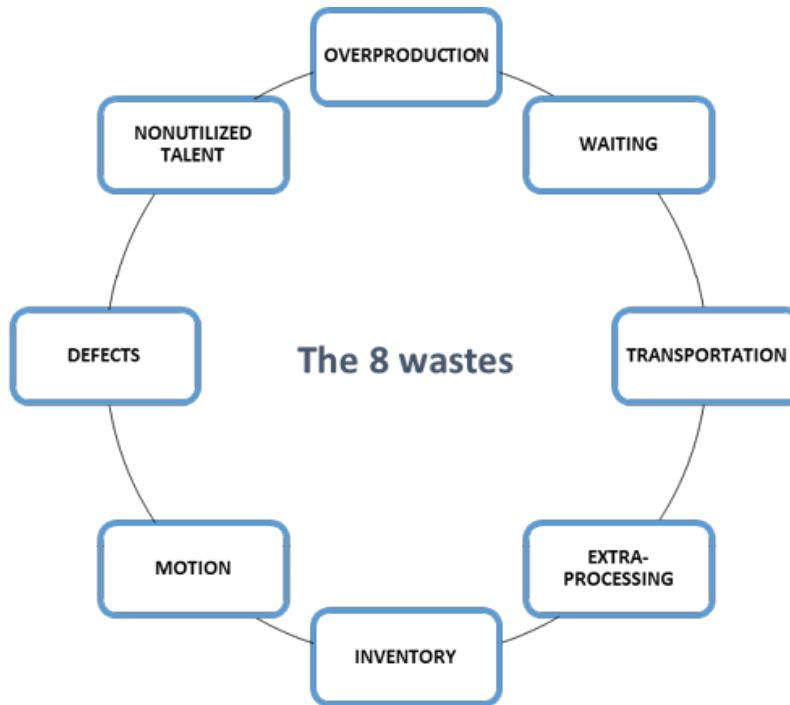 OVERPRODUCTION
WAITING
TRANSPORTATION
EXTRA-
PROCESSING
INVENTORY
MOTION
DEFECTS
NONUTILIZED
TALENT
The 8 wastes